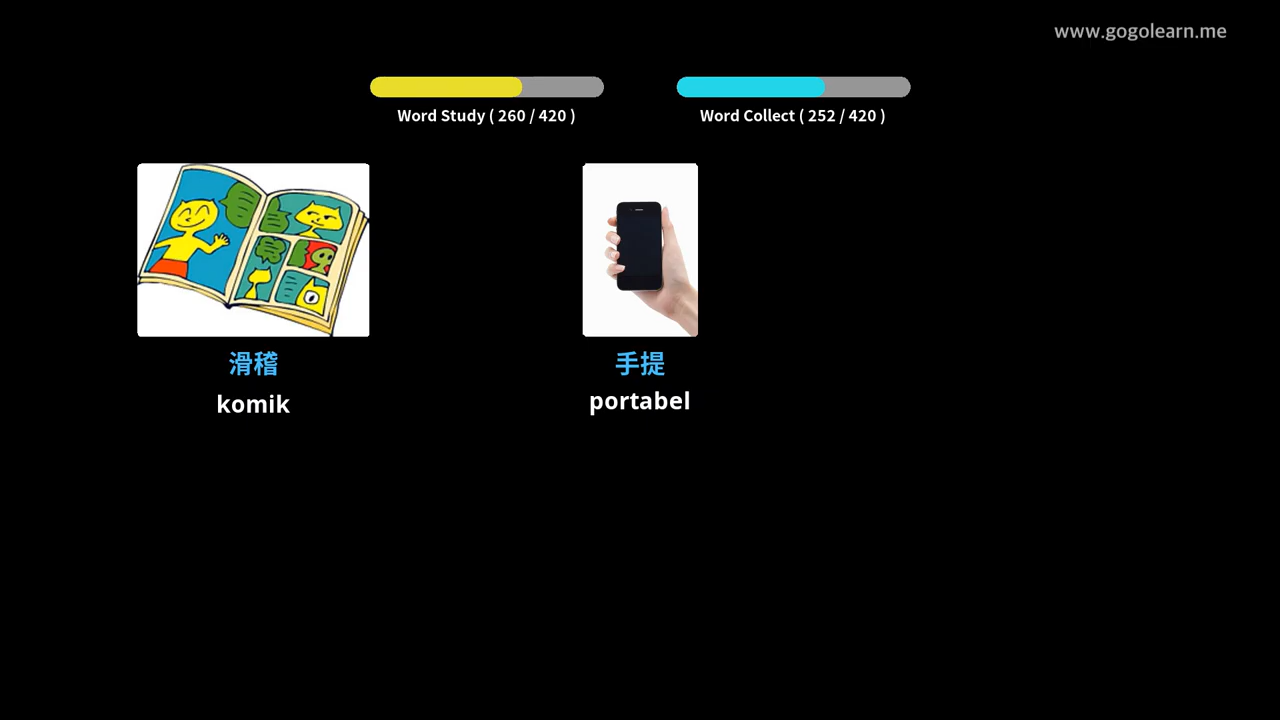 www.gogolearn.me
Word Study ( 260 / 420 )
Word Collect ( 252 / 420 )
滑稽
手提
komik
portabel